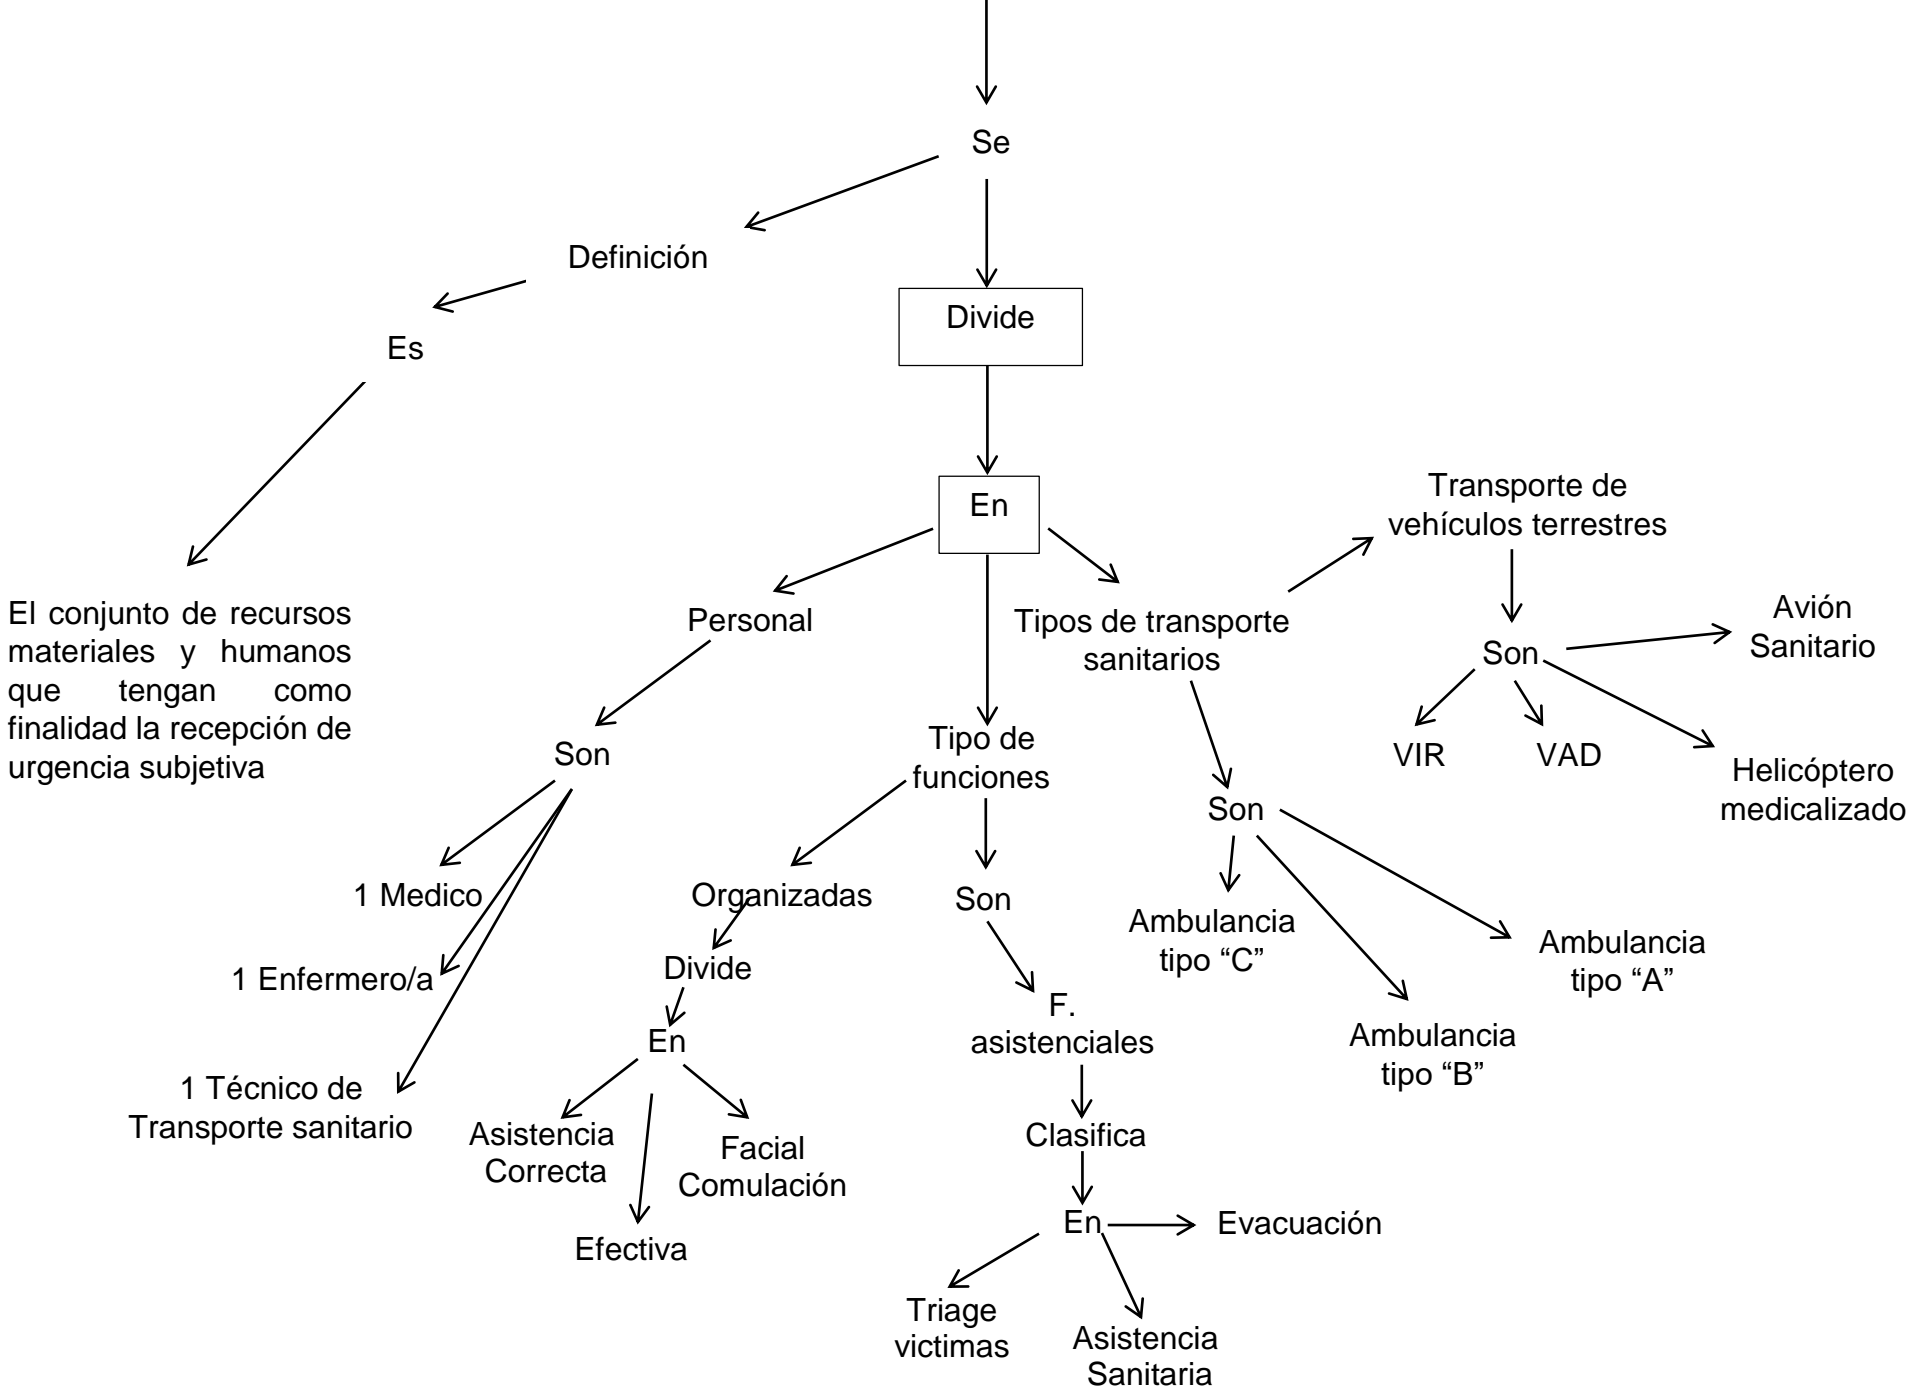 Se
Definición
Divide
Es
En
Transporte de
vehículos terrestres
El conjunto de recursos
materiales y humanos
que tengan como
finalidad la recepción de
urgencia subjetiva
Personal
Tipos de transporte
sanitarios
Son
Avión
Sanitario
Son
Tipo de
funciones
VIR
VAD
Helicóptero
medicalizado
Son
1 Medico
Organizadas
Son
Ambulancia
tipo “C”
Ambulancia
tipo “A”
1 Enfermero/a
Divide
F.
asistenciales
En
Ambulancia
tipo “B”
1 Técnico de
Transporte sanitario
Asistencia
Correcta
Facial
Comulación
Clasifica
Efectiva
En
Evacuación
Triage
victimas
Asistencia
Sanitaria